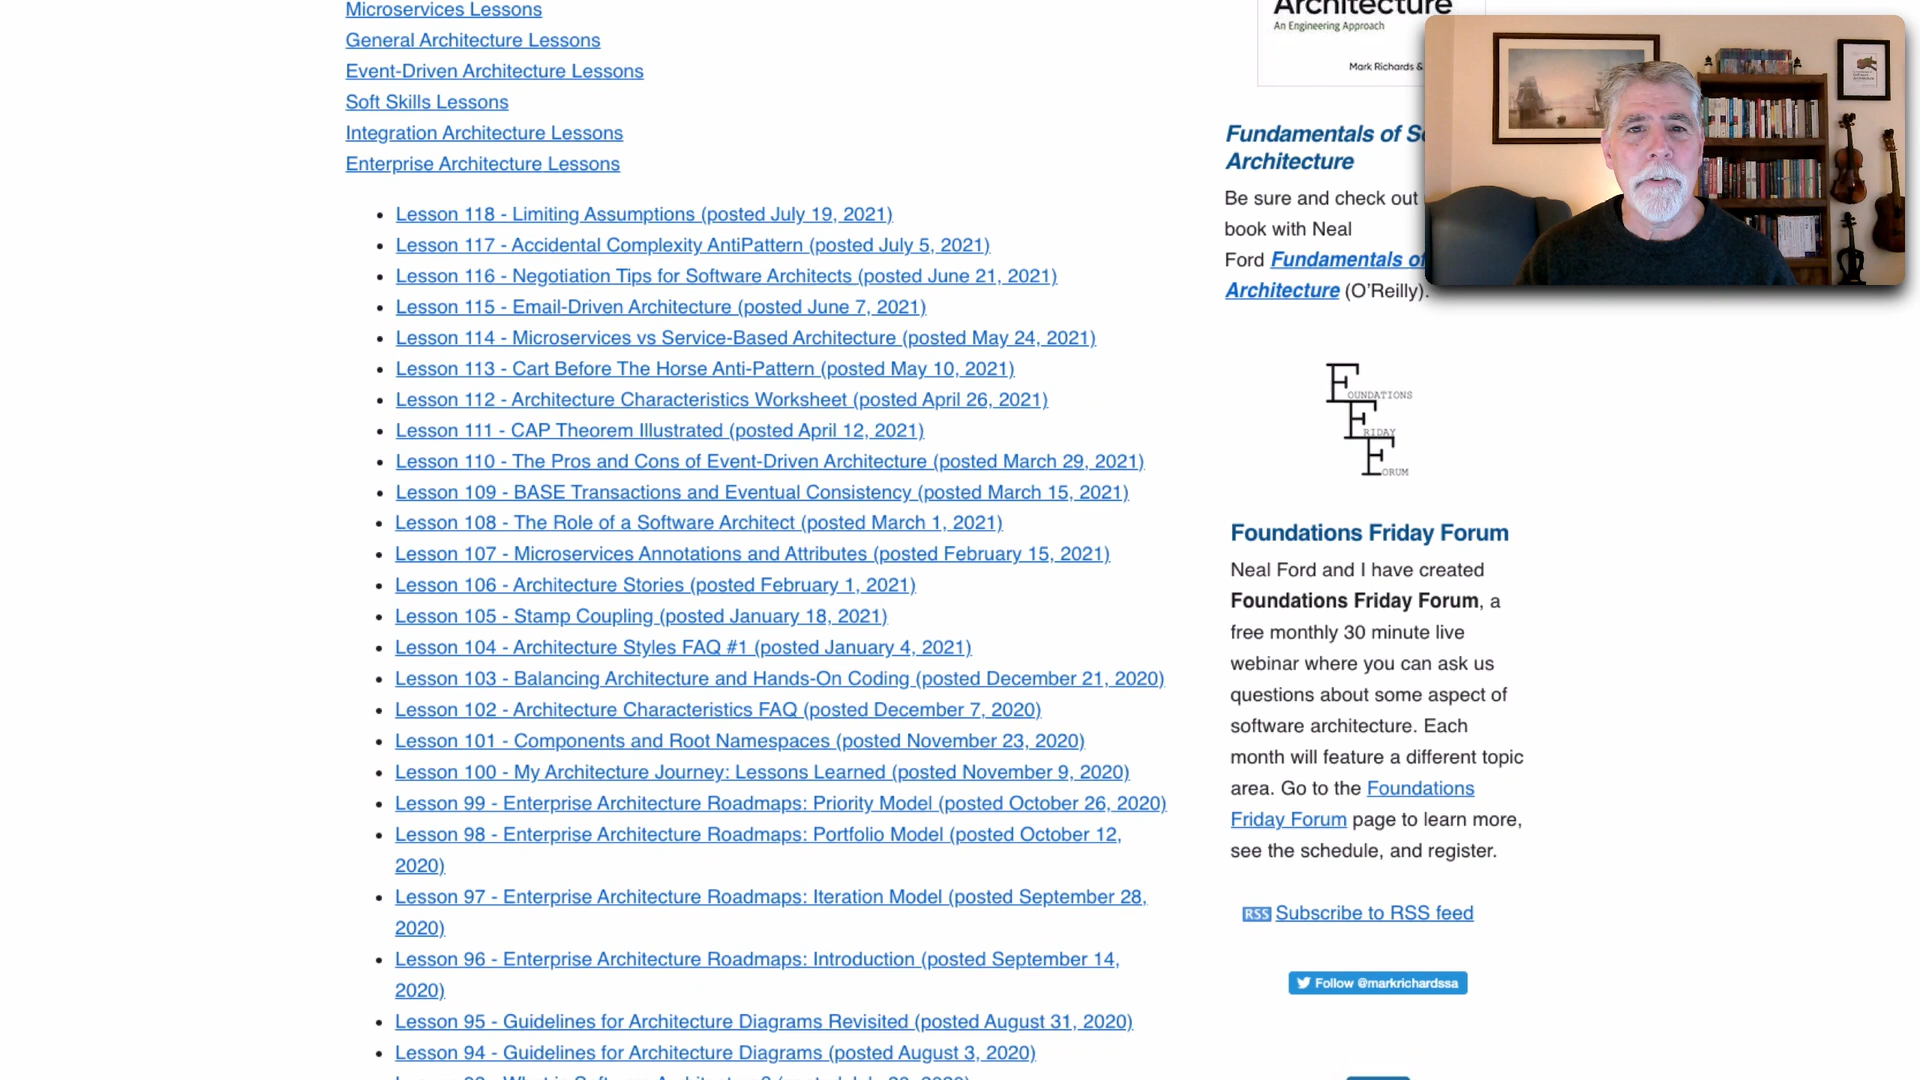 Microservices Lessons
General Architecture Lessons
Event-Driven Architecture Lessons
Soft Skills Lessons
Integration Architecture Lessons
Enterprise Architecture Lessons
Lesson 118 - Limiting Assumptions (posted July 19, 2021)
Lesson 117 - Accidental Complexity AntiPattern (posted July 5, 2021)
Lesson 116 - Negotiation Tips for Software Architects (posted June 21, 2021)
Lesson 115 - Email-Driven Architecture (posted June 7, 2021)
Lesson 114 - Microservices vs Service-Based Architecture (posted May 24, 2021)
Lesson 113 - Cart Before The Horse Anti-Pattern (posted May 10, 2021)
Lesson 112 - Architecture Characteristics Worksheet (posted April 26, 2021)
Lesson 111 - CAP Theorem Illustrated (posted April 12, 2021)
Lesson 110 - The Pros and Cons of Event-Driven Architecture (posted March 29, 2021)
Lesson 109 - BASE Transactions and Eventual Consistency (posted March 15, 2021)
Lesson 108 - The Role of a Software Architect (posted March 1, 2021)
Lesson 107 - Microservices Annotations and Attributes (posted February 15, 2021)
Lesson 106 - Architecture Stories (posted February 1, 2021)
Lesson 105 - Stamp Coupling (posted January 18, 2021)
Lesson 104 - Architecture Styles FAQ #1 (posted January 4, 2021)
Lesson 103 - Balancing Architecture and Hands-On Coding (posted December 21, 2020)
Lesson 102 - Architecture Characteristics FAQ (posted December 7, 2020)
Lesson 101 - Components and Root Namespaces (posted November 23, 2020)
Lesson 100 - My Architecture Journey: Lessons Learned (posted November 9, 2020)
Lesson 99 - Enterprise Architecture Roadmaps: Priority Model (posted October 26, 2020)
Lesson 98 - Enterprise Architecture Roadmaps: Portfolio Model (posted October 12,
2020)
Lesson 97 - Enterprise Architecture Roadmaps: Iteration Model (posted September 28,
2020)
Lesson 96 - Enterprise Architecture Roadmaps: Introduction (posted September 14,
2020)
Lesson 95 - Guidelines for Architecture Diagrams Revisited (posted August 31, 2020)
Lesson 94 - Guidelines for Architecture Diagrams (posted August 3, 2020)
Architecture
An Engineering Approach
Mark Richards &
Fundamentals of
Architecture
Be sure and check out
book with Neal
Ford Fundamentals of
Architecture (O'Reilly).
FOUNDATIONS
FRIDAY
FORUM
Foundations Friday Forum
Neal Ford and I have created
Foundations Friday Forum, a
free monthly 30 minute live
webinar where you can ask us
questions about some aspect of
software architecture. Each
month will feature a different topic
area. Go to the Foundations
Friday Forum page to learn more,
see the schedule, and register.
RSS Subscribe to RSS feed
Follow @markrichardssa